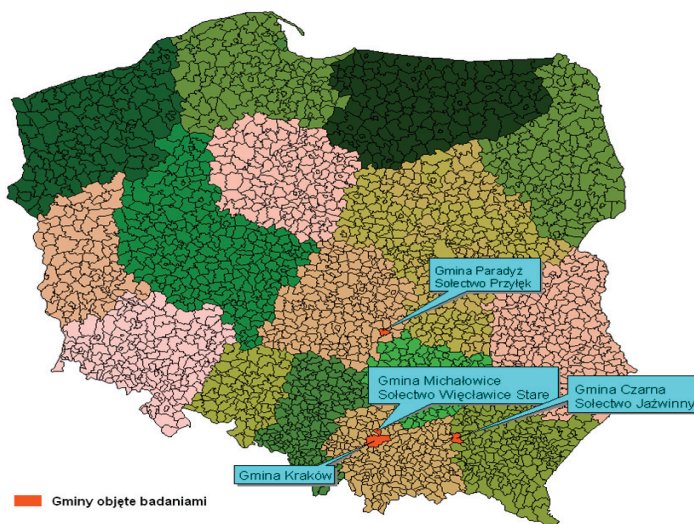 Gmina Paradyż
Sołectwo Przyłęk
Gmina Michałowice
Sołectwo Więcławice Stare
Gmina Czarna
Sołectwo Jaźwinny
Gmina Kraków
Gminy objęte badaniami